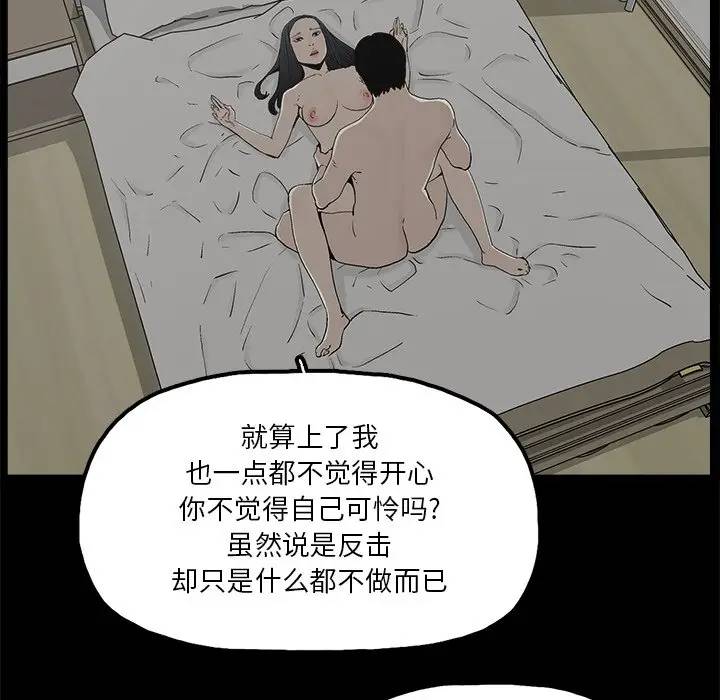 就算上了我
也一点都不觉得开心
你不觉得自己可怜吗?
虽然说是反击
却只是什么都不做而已